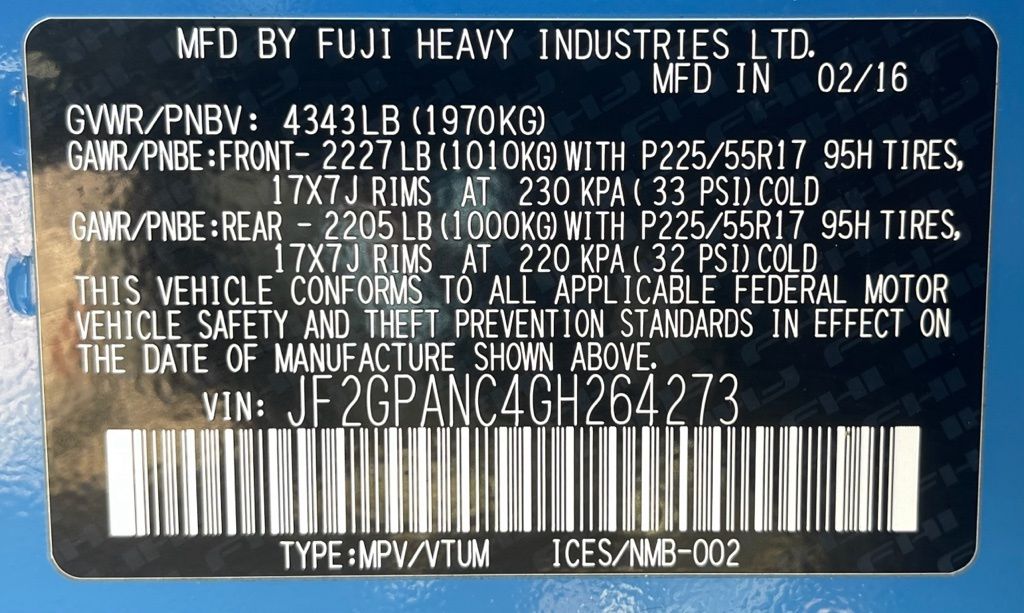 MFD BY FUJI HEAVY INDUSTRIES LTD.
MFD IN 02/16
GVWR/PNBV: 4343LB (1970KG)
GAWR/PNBE:FRONT- 2227LB(1010KG)WITH P225/55R17 95H TIRES,
17X7J RIMS AT 230 KPA( 33 PSI)COLD
GAWR/PNBE:REAR - 2205LB(1000KG)WITH P225/55R17 95H TIRES,
17X7J RIMS AT 220 KPA( 32 PSI)COLD
THIS VEHICLE CONFORMS TO ALL APPLICABLE FEDERAL MOTOR
VEHICLE SAFETY AND THEFT PREVENTION STANDARDS IN EFFECT ON
THE DATE OF MANUFACTURE SHOWN ABOVE.
VIN: JF2GPANC4GH264273
TYPE:MPV/VTUM ICES/NMB-002